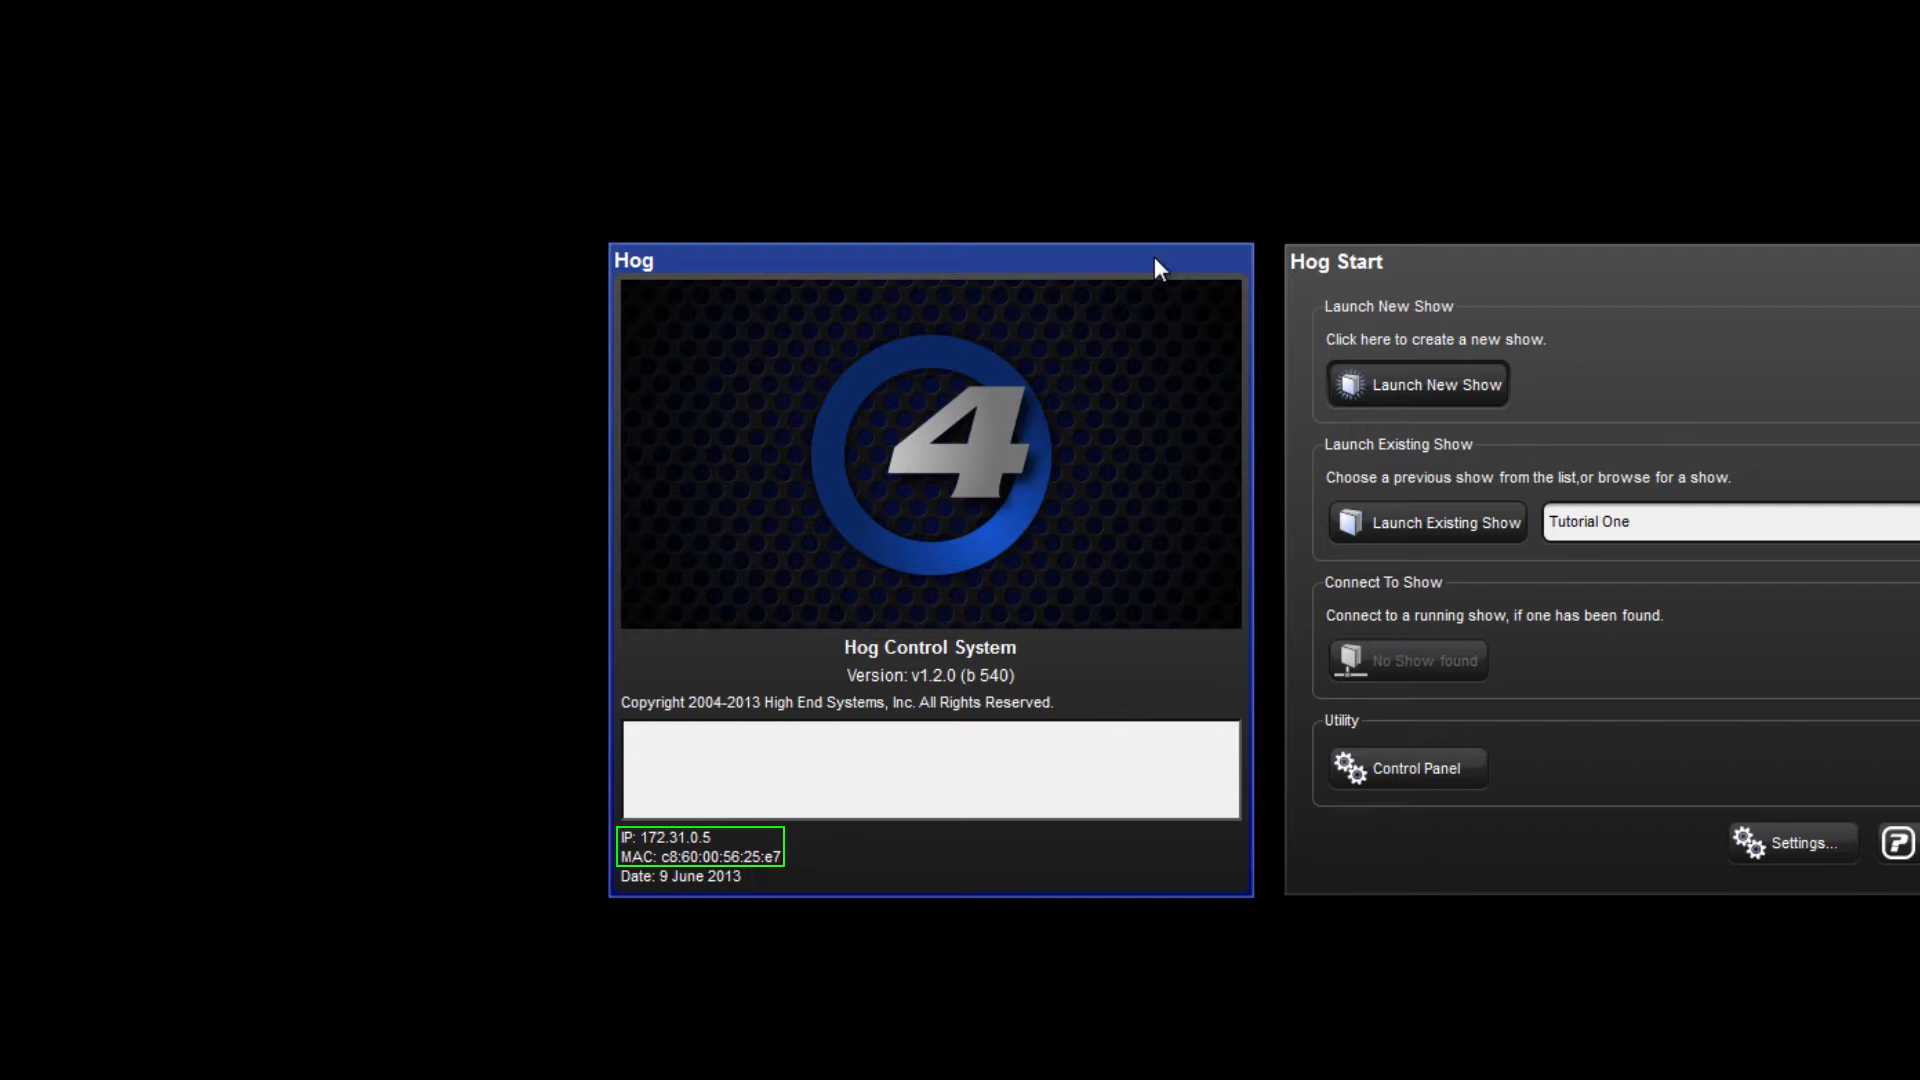 Hog
4
Hog Control System
Version: v1.2.0 (b 540)
Copyright 2004-2013 High End Systems, Inc. All Rights Reserved.
IP: 172.31.0.5
MAC: c8:60:00:56:25:e7
Date: 9 June 2013
Hog Start
Launch New Show
Click here to create a new show.
Launch New Show
Launch Existing Show
Choose a previous show from the list,or browse for a show.
Launch Existing Show
Tutorial One
Connect To Show
Connect to a running show, if one has been found.
No Show found
Utility
Control Panel
Settings...
?